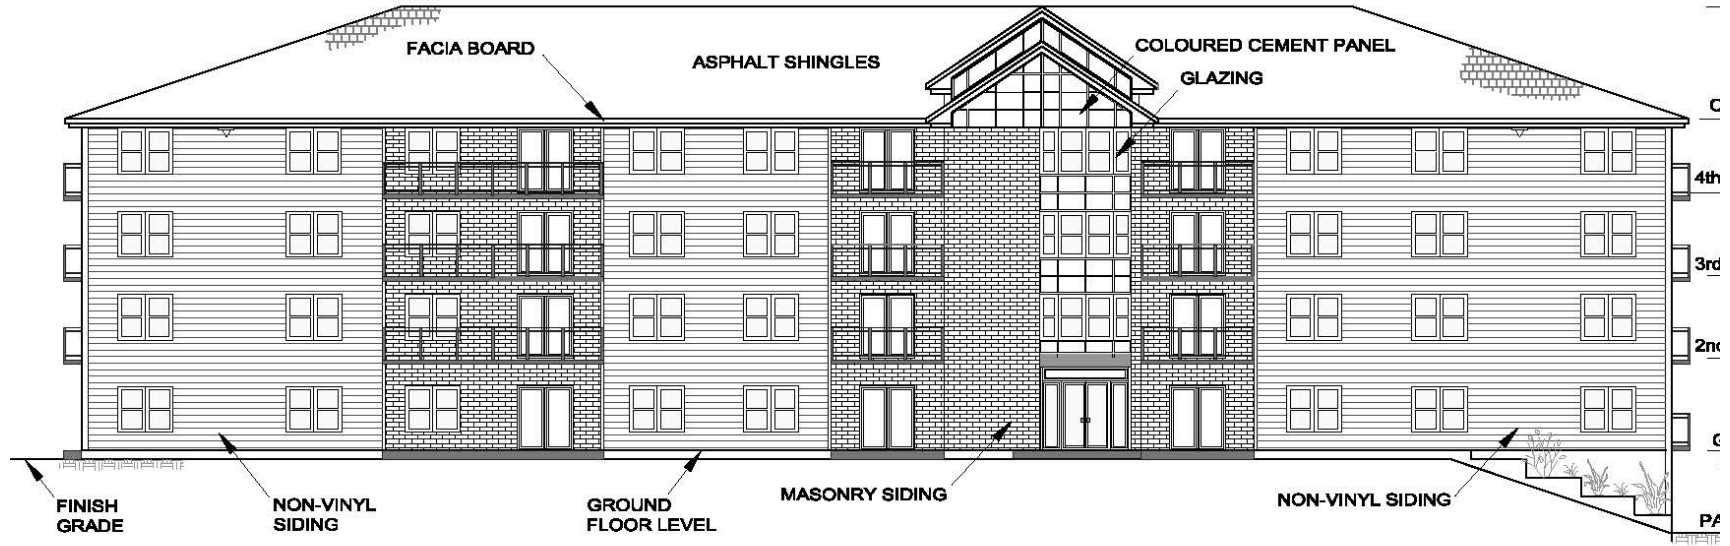 FACIA BOARD
ASPHALT SHINGLES
COLOURED CEMENT PANEL
GLAZING
4th
3rd
FINISH
GRADE
NON-VINYL
SIDING
GROUND
FLOOR LEVEL
MASONRY SIDING
NON-VINYL SIDING